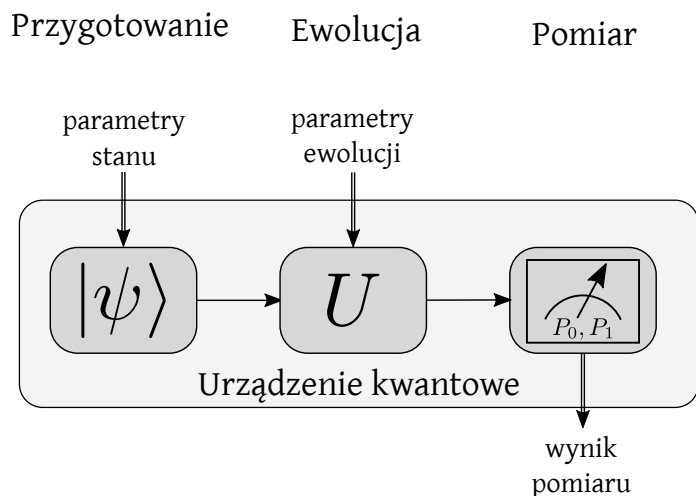 Przygotowanie
Ewolucja
Pomiar
parametry
stanu
parametry
ewolucji
|ψ⟩
U
P₀, P₁
Urządzenie kwantowe
wynik
pomiaru